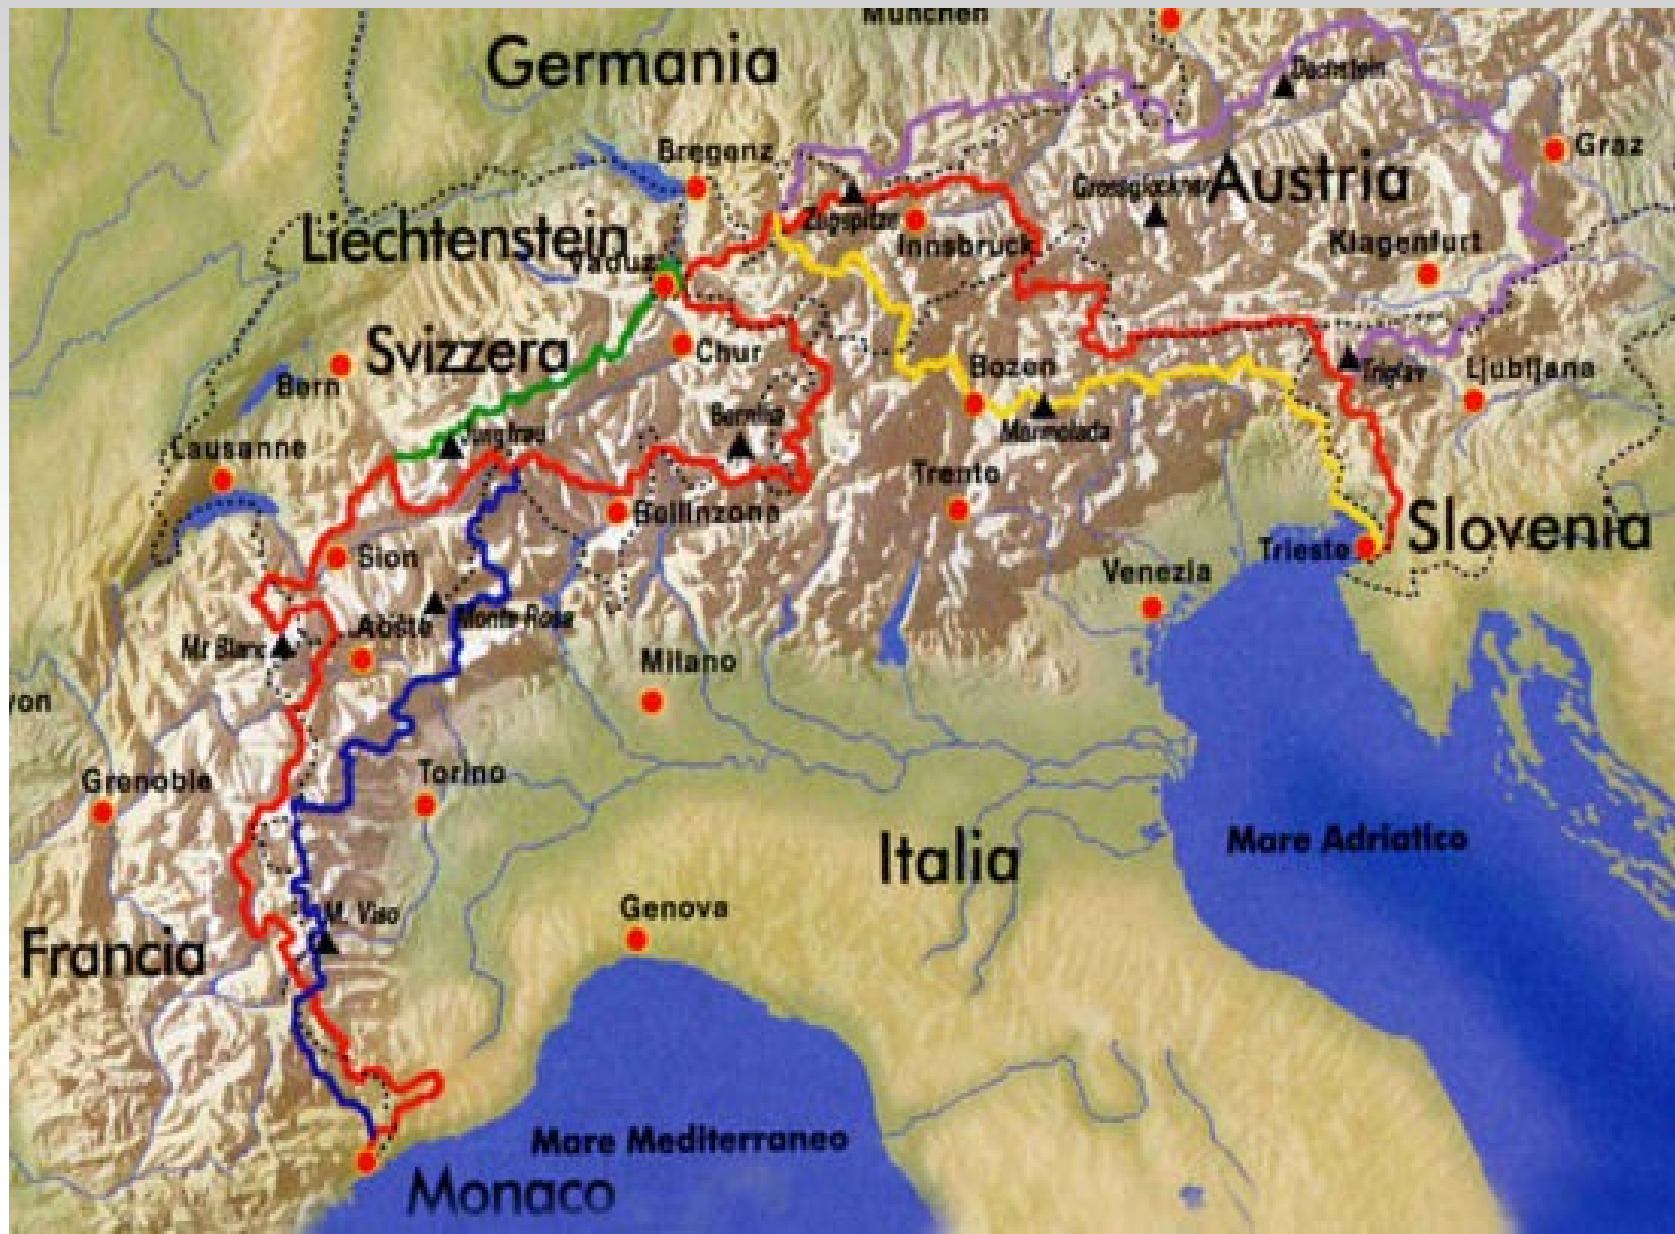 München
Germania
Dachstein
Bregenz
Graz
Austria
Grossglockner
Zugspitze
Liechtenstein
Innsbruck
Klagenfurt
Vaduz
Svizzera
Chur
Bozen
Triglav
Ljubljana
Bern
Bernina
Jungfrau
Marmolada
Lausanne
Trento
Bellinzona
Slovenia
Trieste
Sion
Venezia
Monte Rosa
Aoste
Mt Blanc
Milano
yon
Grenoble
Torino
Mare Adriatico
Italia
Genova
M. Viso
Francia
Mare Mediterraneo
Monaco